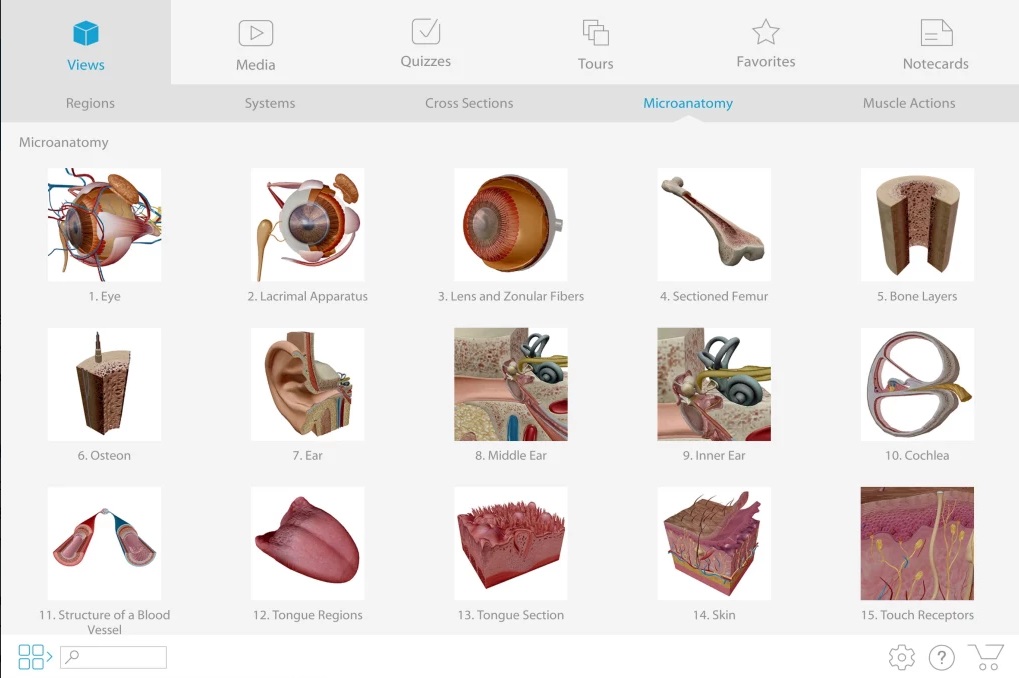 Views
Media
Quizzes
Tours
Favorites
Notecards
Regions
Systems
Cross Sections
Microanatomy
Muscle Actions
Microanatomy
1. Eye
2. Lacrimal Apparatus
3. Lens and Zonular Fibers
4. Sectioned Femur
5. Bone Layers
6. Osteon
7. Ear
8. Middle Ear
9. Inner Ear
10. Cochlea
11. Structure of a Blood
Vessel
12. Tongue Regions
13. Tongue Section
14. Skin
15. Touch Receptors
?